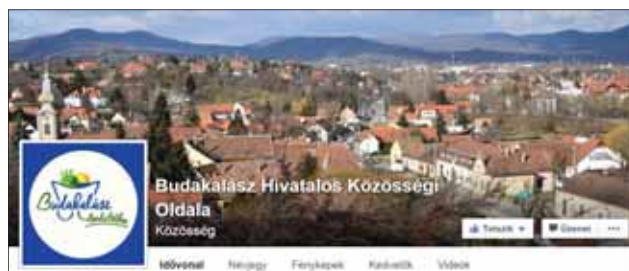 Budakalász Hivatalos Közösségi
Oldala
Közösség
Budakalász
Tetszik
Üzenet
Idővonal Névjegy Fényképek Kedvelők Videók